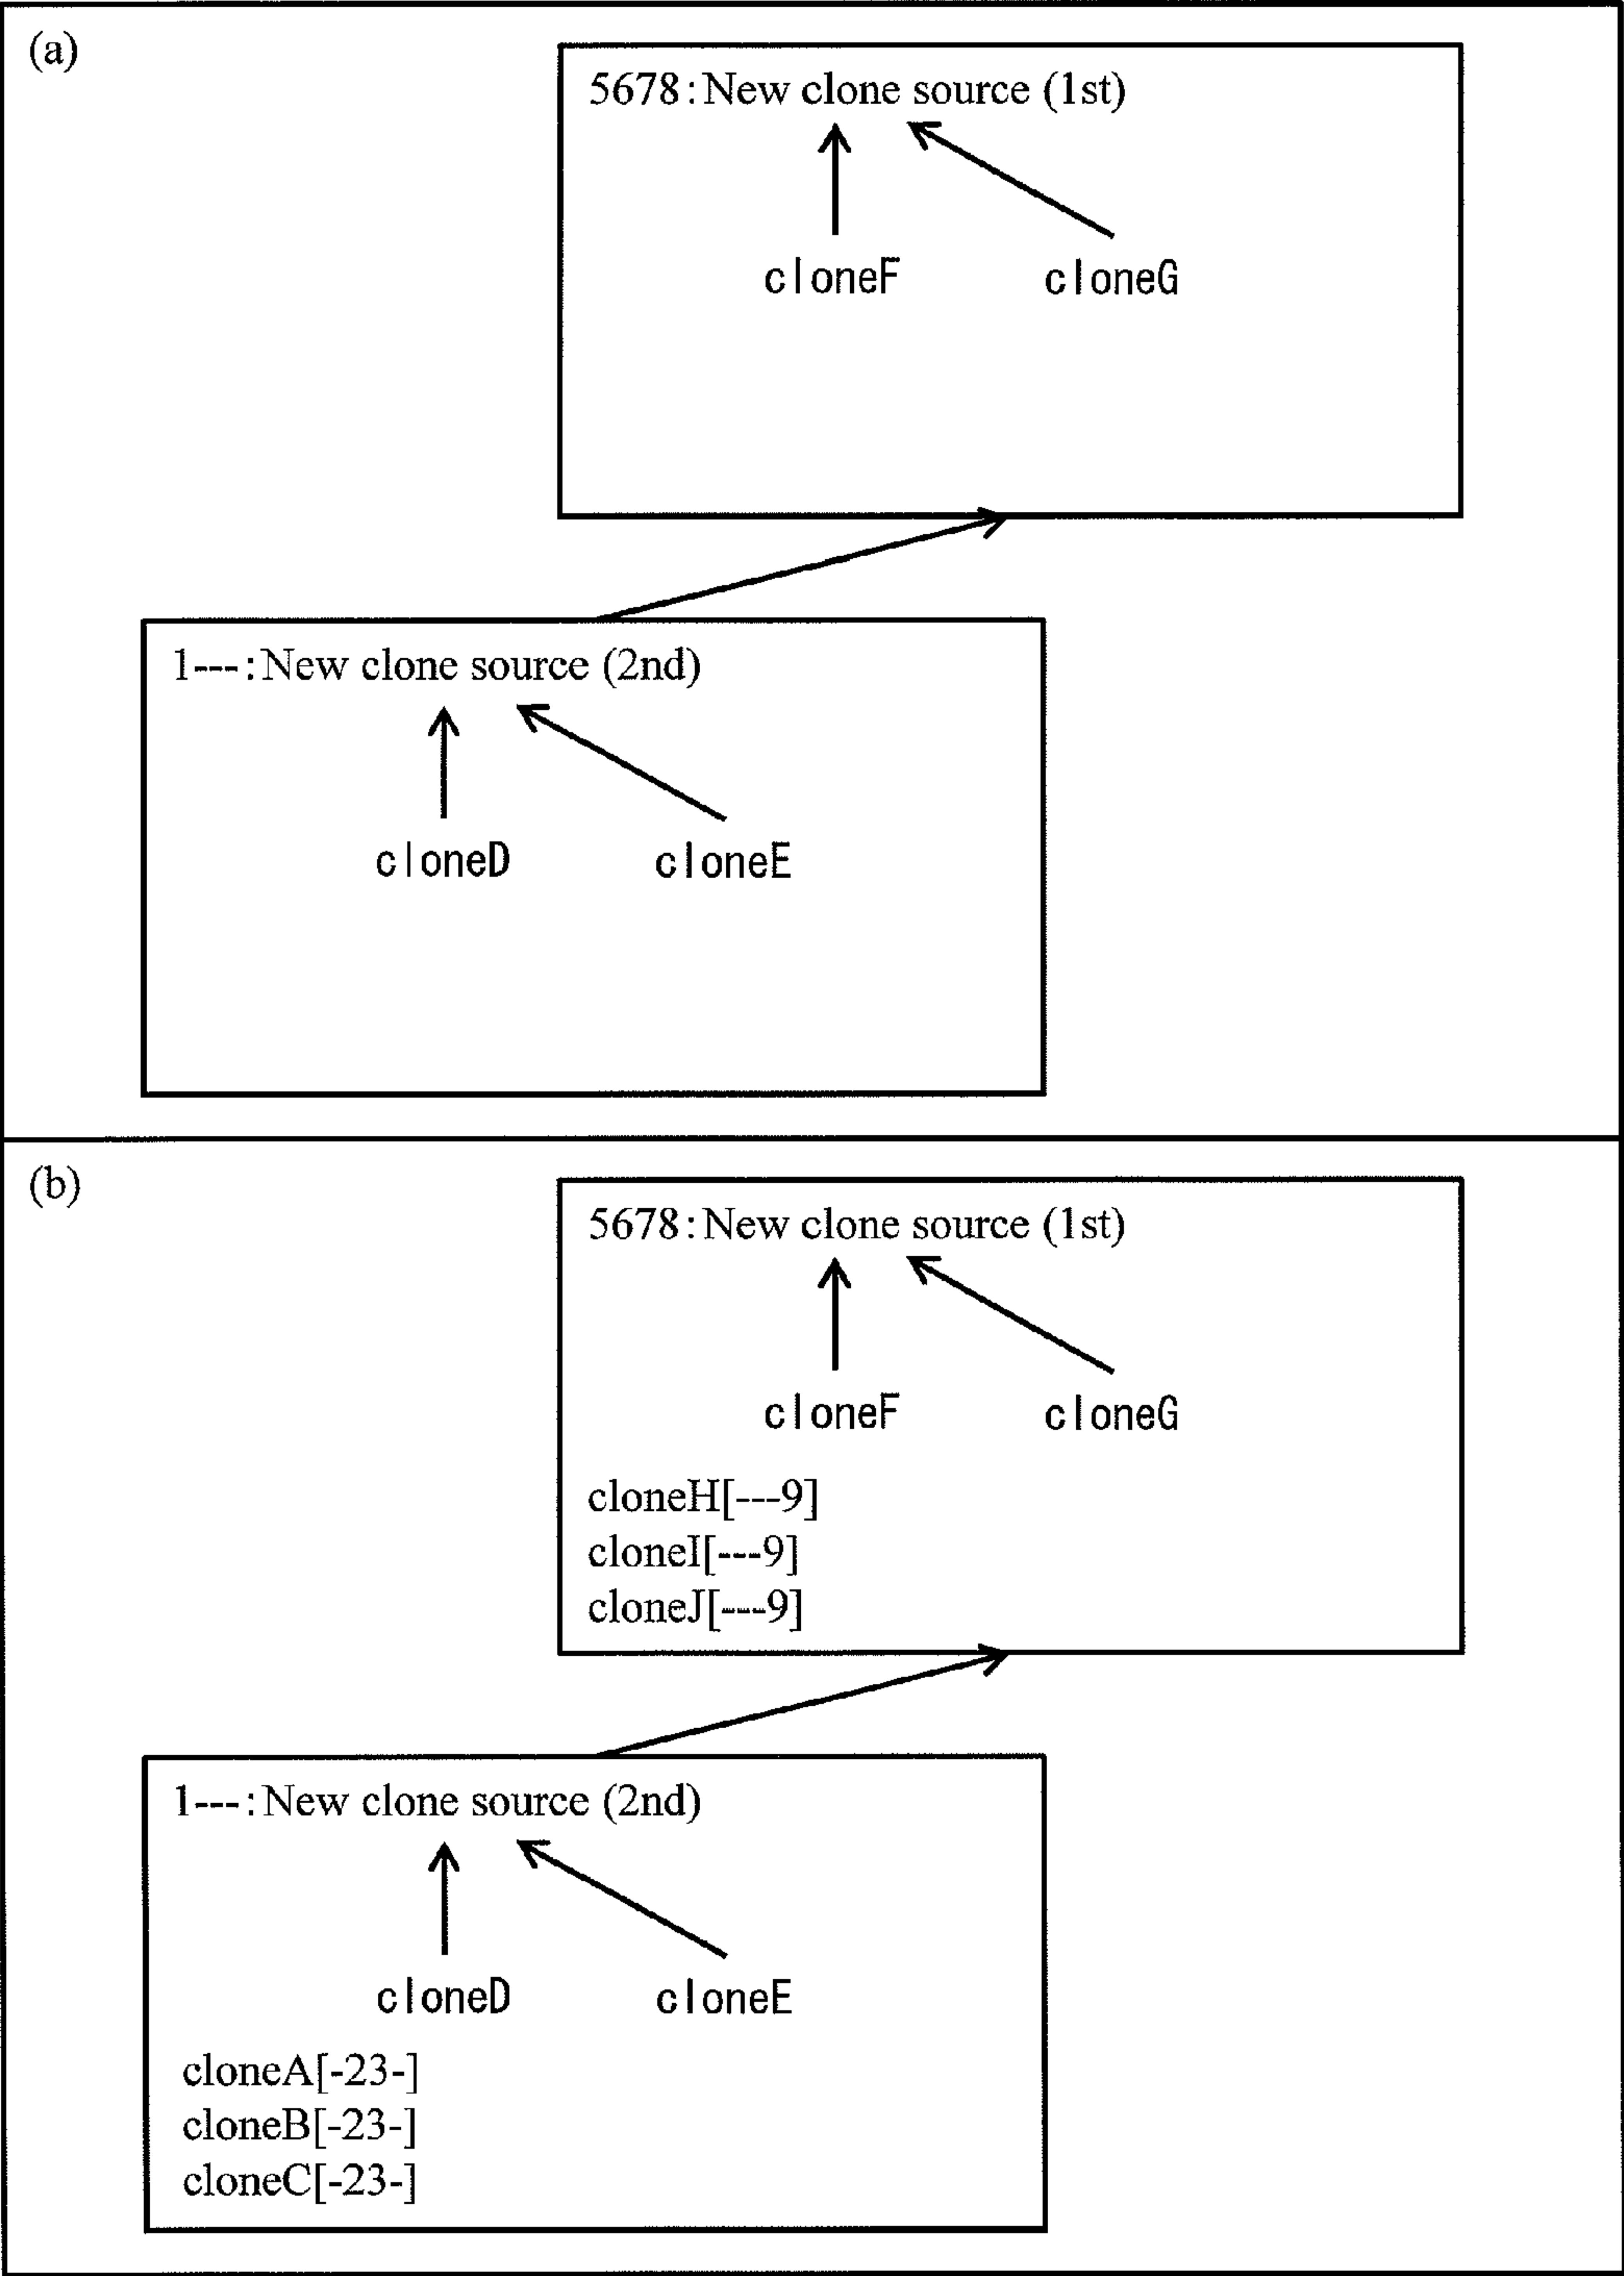 (a)
5678:New clone source (1st)
cloneF cloneG
1---:New clone source (2nd)
cloneD cloneE
(b)
5678:New clone source (1st)
cloneF cloneG
cloneH[---9]
cloneI[---9]
cloneJ[---9]
1---:New clone source (2nd)
cloneD cloneE
cloneA[-23-]
cloneB[-23-]
cloneC[-23-]